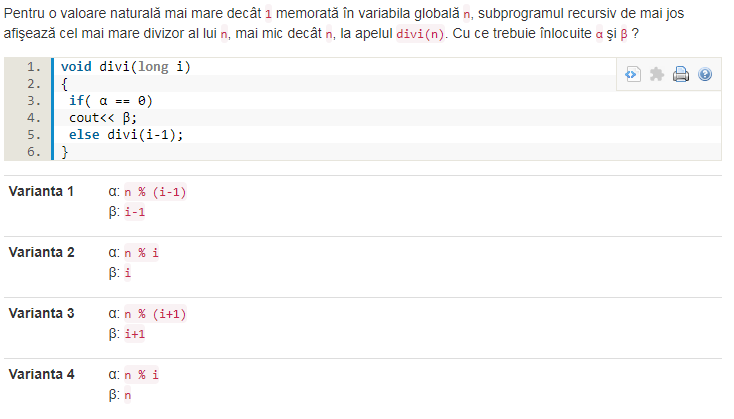 Pentru o valoare naturală mai mare decât 1 memorată în variabila globală n, subprogramul recursiv de mai jos
afişează cel mai mare divizor al lui n, mai mic decât n, la apelul divi(n). Cu ce trebuie înlocuite α şi β ?
1. void divi(long i)
2. {
3. if( α == 0)
4. cout<< β;
5. else divi(i-1);
6. }
Varianta 1 α: n % (i-1)
β: i-1
Varianta 2 α: n % i
β: i
Varianta 3 α: n % (i+1)
β: i+1
Varianta 4 α: n % i
β: n